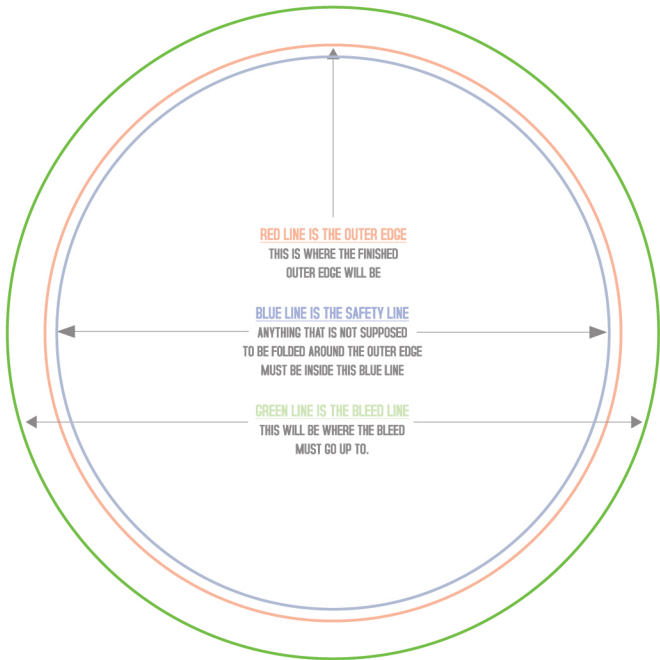 RED LINE IS THE OUTER EDGE
THIS IS WHERE THE FINISHED
OUTER EDGE WILL BE
BLUE LINE IS THE SAFETY LINE
ANYTHING THAT IS NOT SUPPOSED
TO BE FOLDED AROUND THE OUTER EDGE
MUST BE INSIDE THIS BLUE LINE
GREEN LINE IS THE BLEED LINE
THIS WILL BE WHERE THE BLEED
MUST GO UP TO.